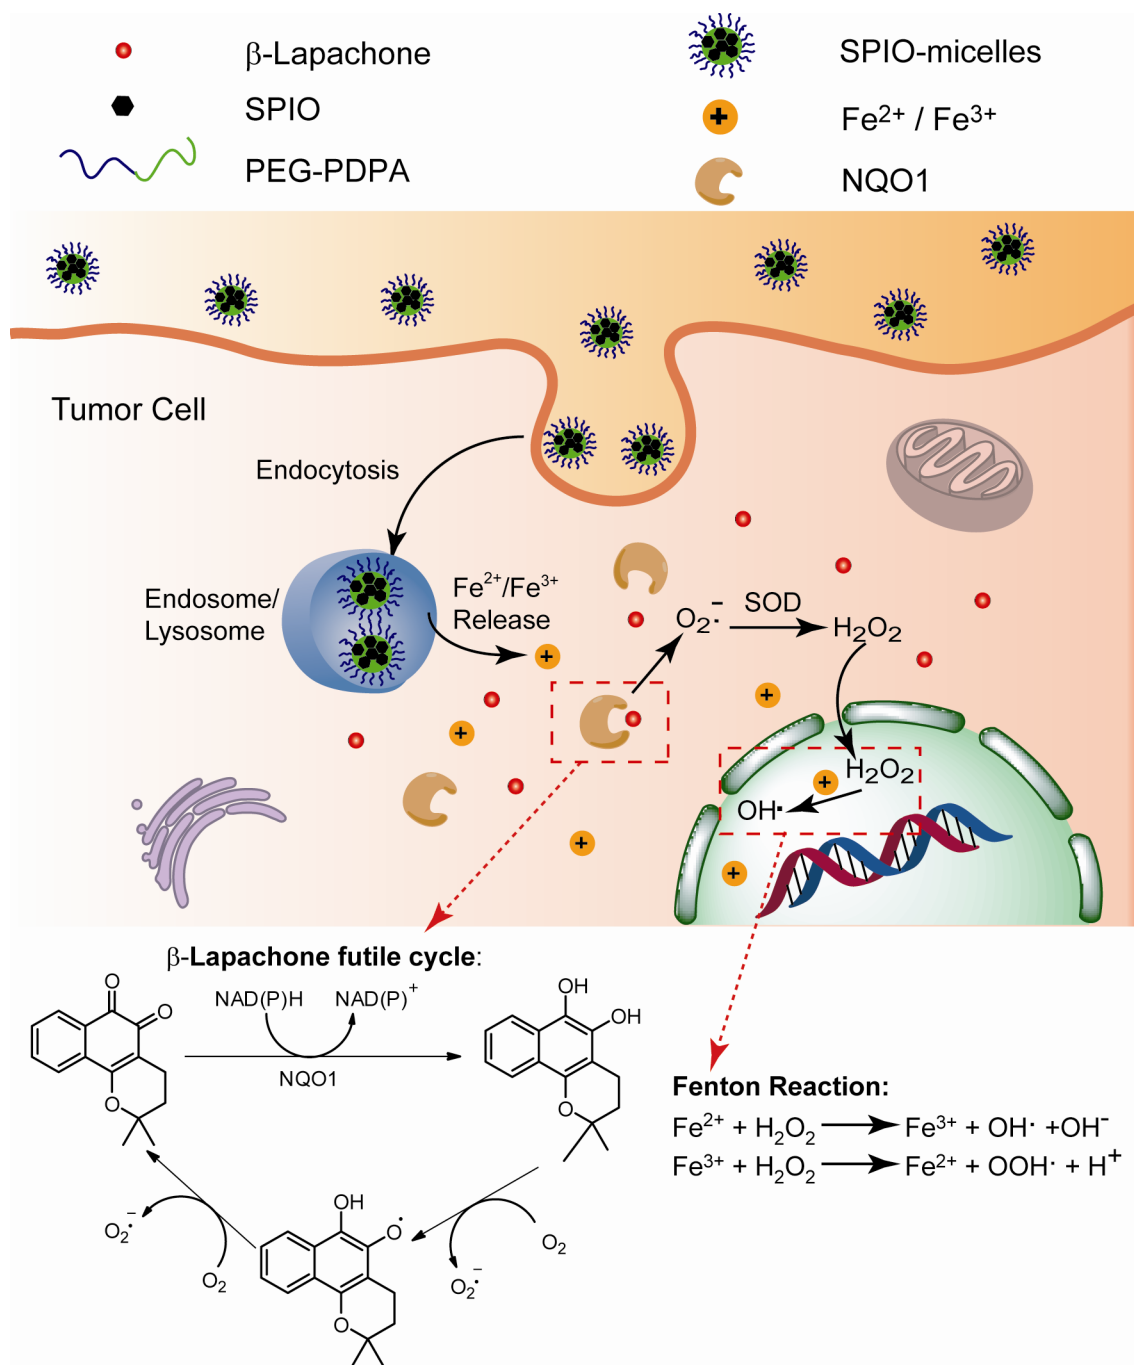 β-Lapachone
SPIO
PEG-PDPA
SPIO-micelles
Fe²⁺ / Fe³⁺
NQO1
Tumor Cell
Endocytosis
Endosome/
Lysosome
Fe²⁺/Fe³⁺
Release
O₂·⁻
SOD
H₂O₂
H₂O₂
OH·
β-Lapachone futile cycle:
O
O
O
NAD(P)H
NAD(P)⁺
NQO1
OH
OH
O
O₂
O₂·⁻
OH
O·
O
O₂
O₂·⁻
Fenton Reaction:
Fe²⁺ + H₂O₂ → Fe³⁺ + OH· +OH⁻
Fe³⁺ + H₂O₂ → Fe²⁺ + OOH· + H⁺